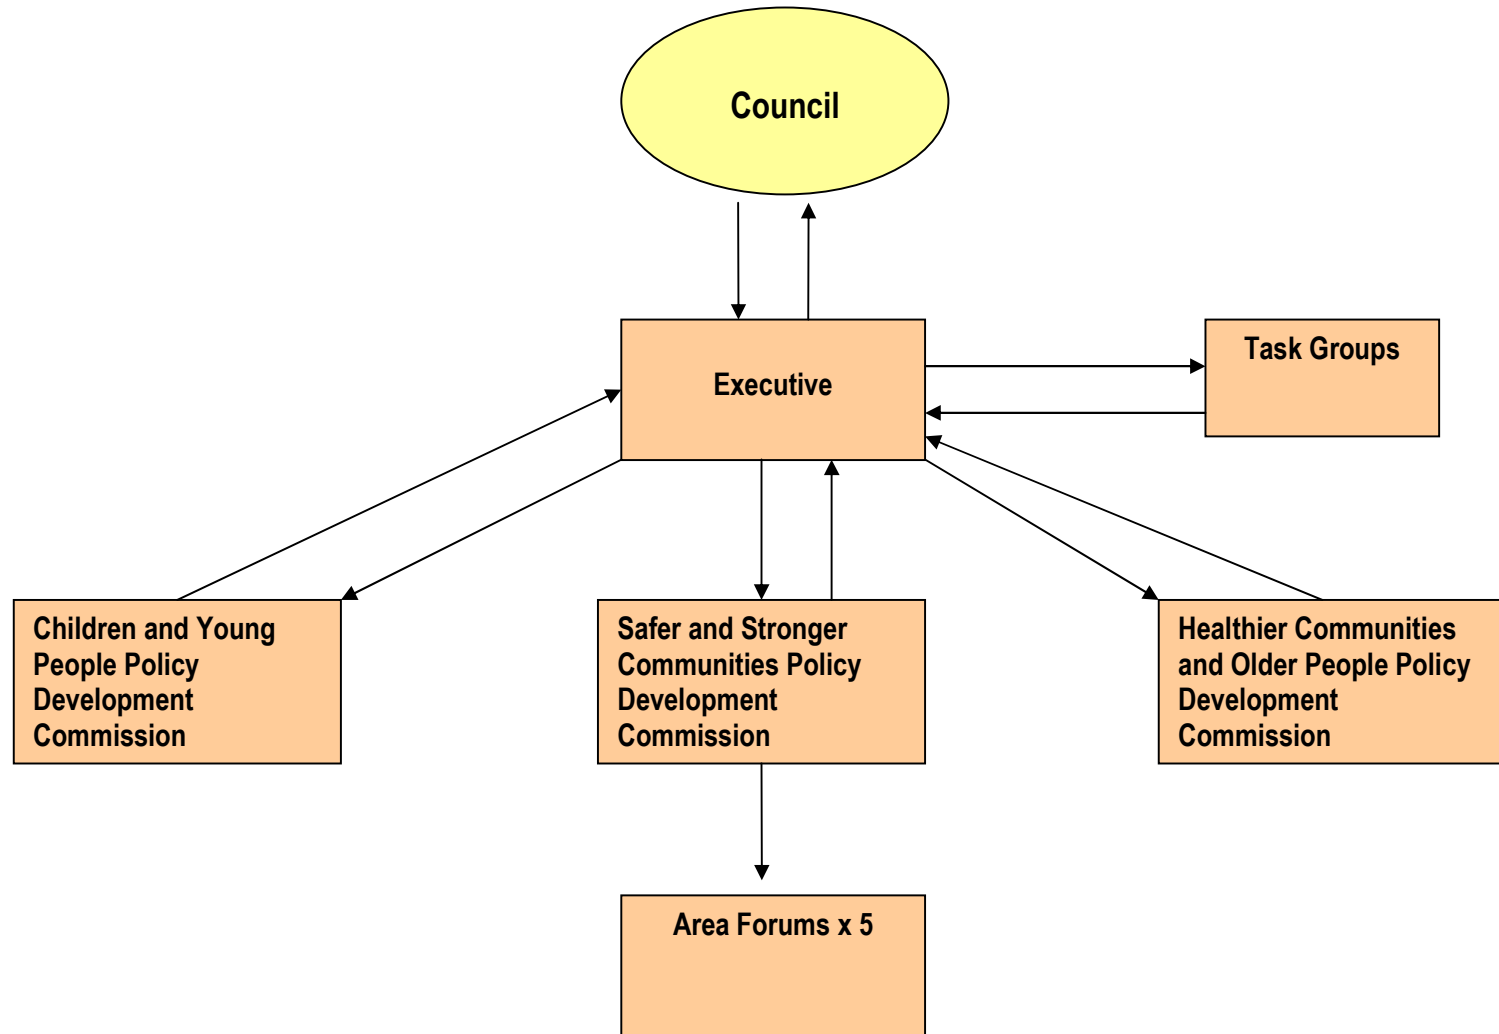 Council
Executive
Task Groups
Children and Young
People Policy
Development
Commission
Safer and Stronger
Communities Policy
Development
Commission
Healthier Communities
and Older People Policy
Development
Commission
Area Forums x 5